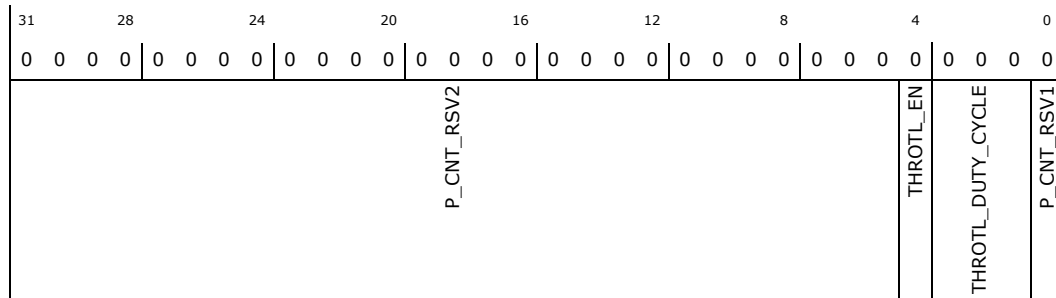 31 28 24 20 16 12 8 4 0
0 0 0 0 0 0 0 0 0 0 0 0 0 0 0 0 0 0 0 0 0 0 0 0 0 0 0 0 0 0 0 0
P_CNT_RSV2
THROTL_EN
THROTL_DUTY_CYCLE
P_CNT_RSV1